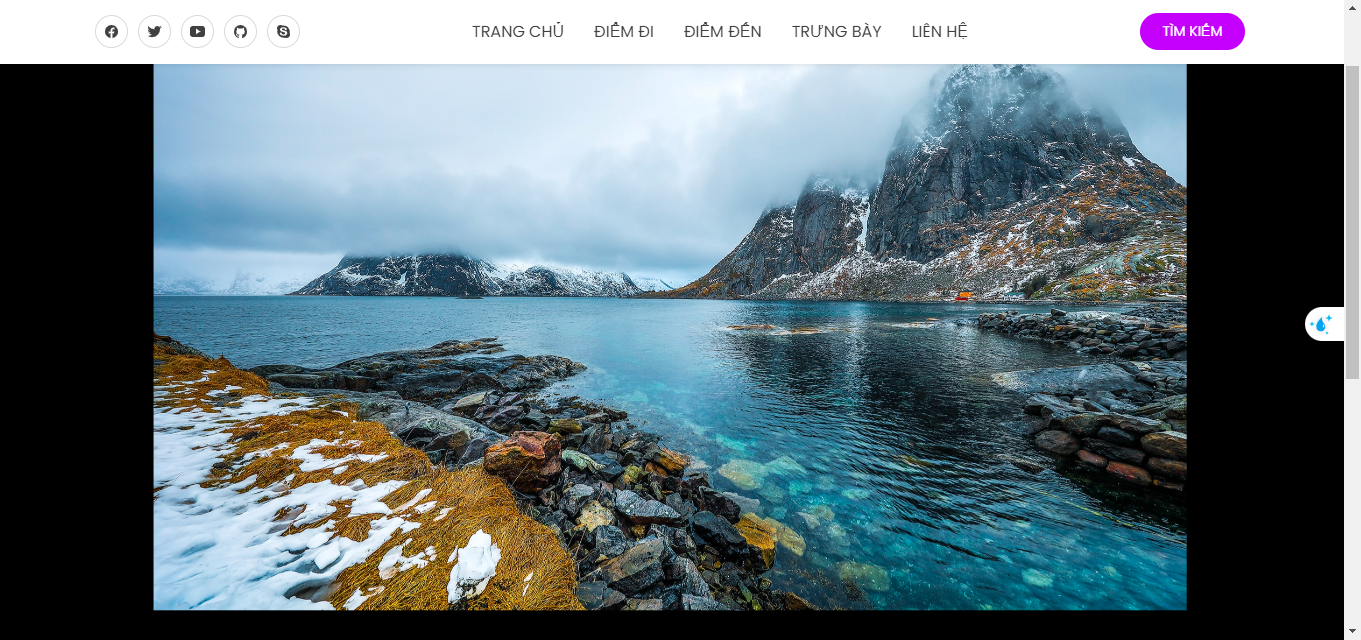 TRANG CHỦ
ĐIỂM ĐI
ĐIỂM ĐẾN
TRƯNG BÀY
LIÊN HỆ
TÌM KIẾM